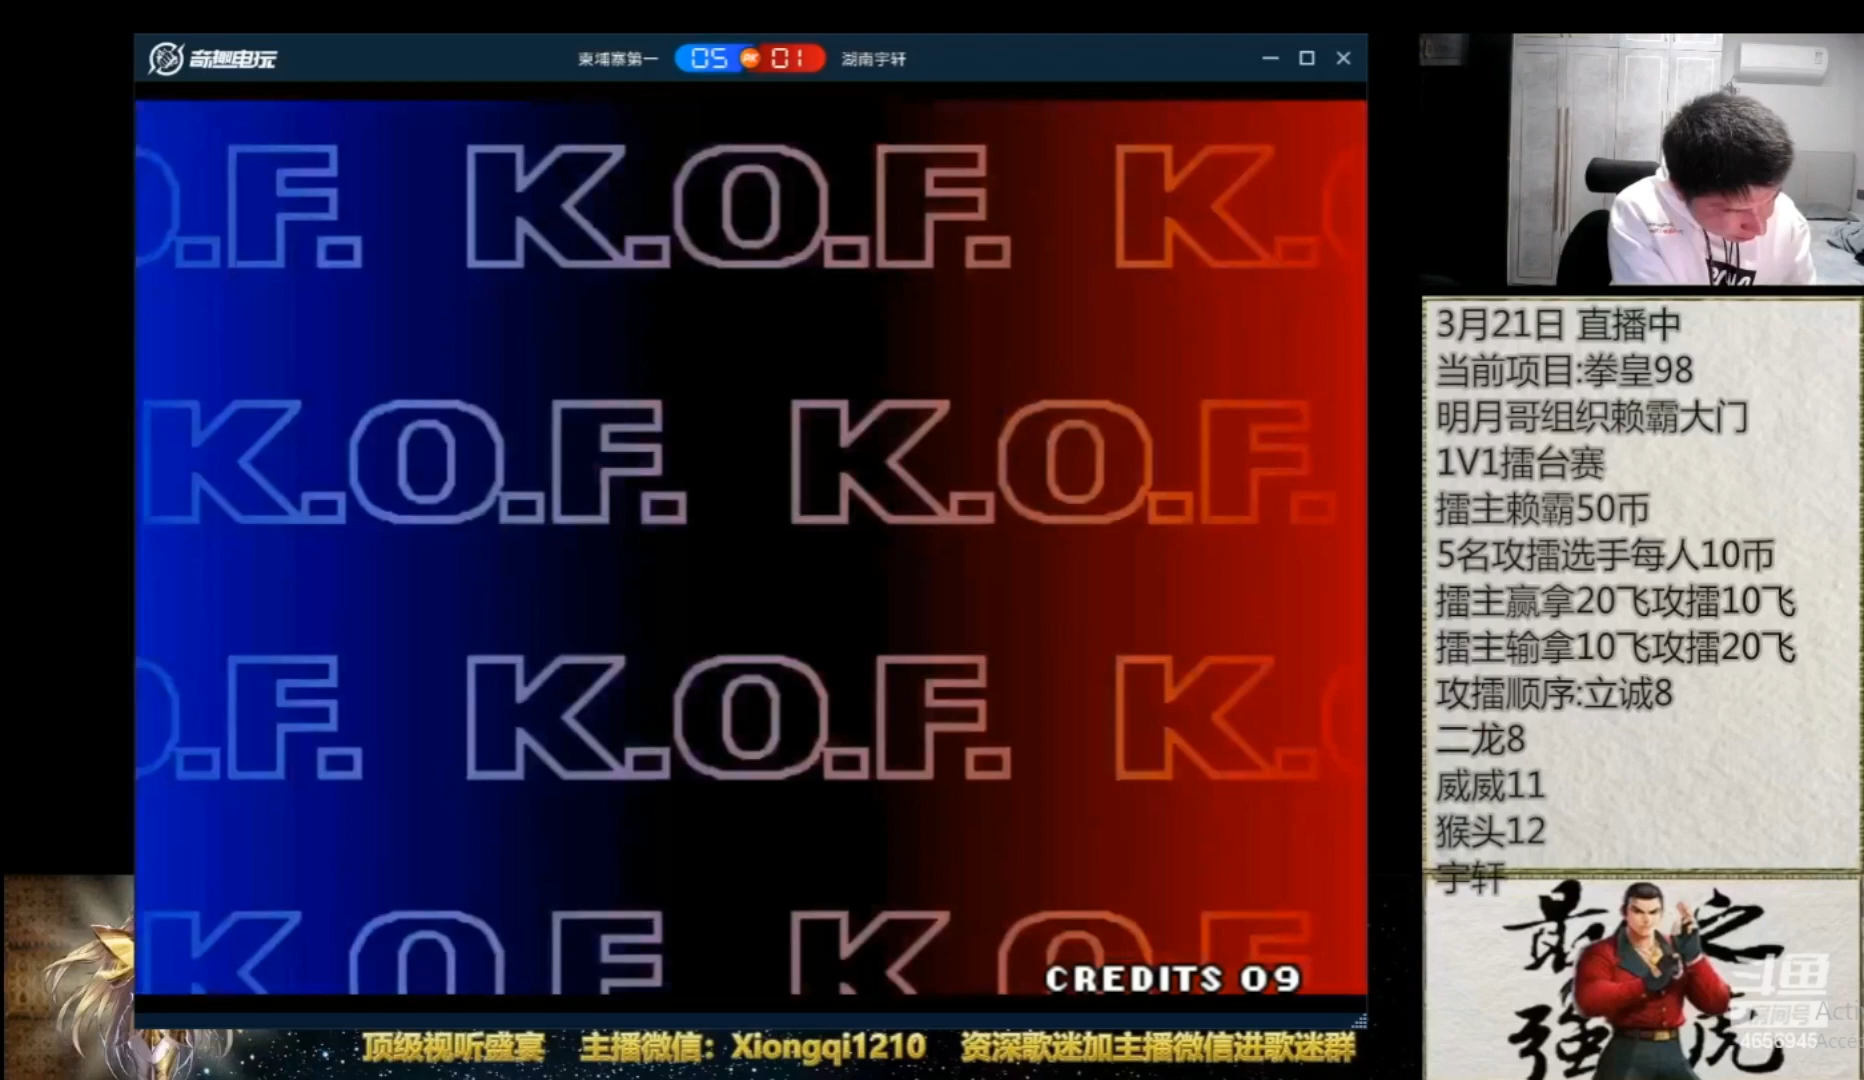 奇趣电玩
柬埔寨第一 05 PK 01 湖南宇轩
O.F. K.O.F. K.
K.O.F. K.O.F.
O.F. K.O.F. K.
K O F K O F
CREDITS 09
3月21日 直播中
当前项目:拳皇98
明月哥组织赖霸大门
1V1擂台赛
擂主赖霸50币
5名攻擂选手每人10币
擂主赢拿20飞攻擂10飞
擂主输拿10飞攻擂20飞
攻擂顺序:立诚8
二龙8
威威11
猴头12
宇轩
最之
强虎
斗鱼
房间号
4656945
Acti
Acce
顶级视听盛宴 主播微信：Xiongqi1210 资深歌迷加主播微信进歌迷群